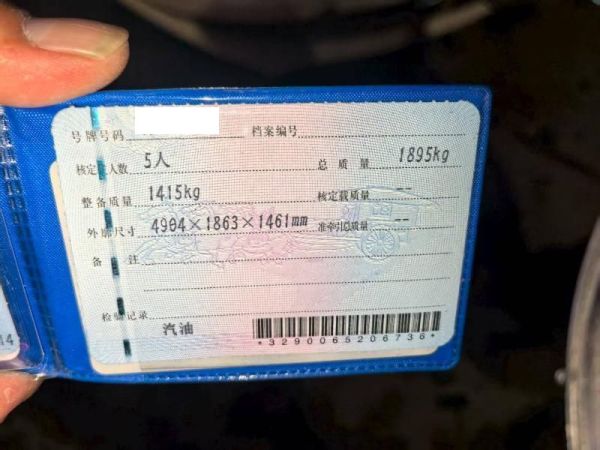 号牌号码 档案编号
核定载人数 5人 总质量 1895kg
整备质量 1415kg 核定载质量 --
外廓尺寸 4904×1863×1461mm 准牵引总质量 --
备注
检验记录
汽油
*3290065206736*